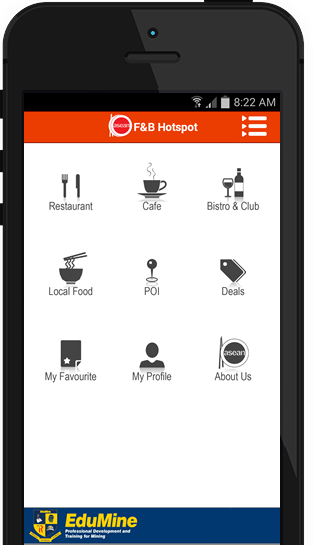 8:22 AM
asean F&B Hotspot
Restaurant
Cafe
Bistro & Club
Local Food
POI
Deals
My Favourite
My Profile
asean
About Us
EduMine
Professional Development and
Training for Mining